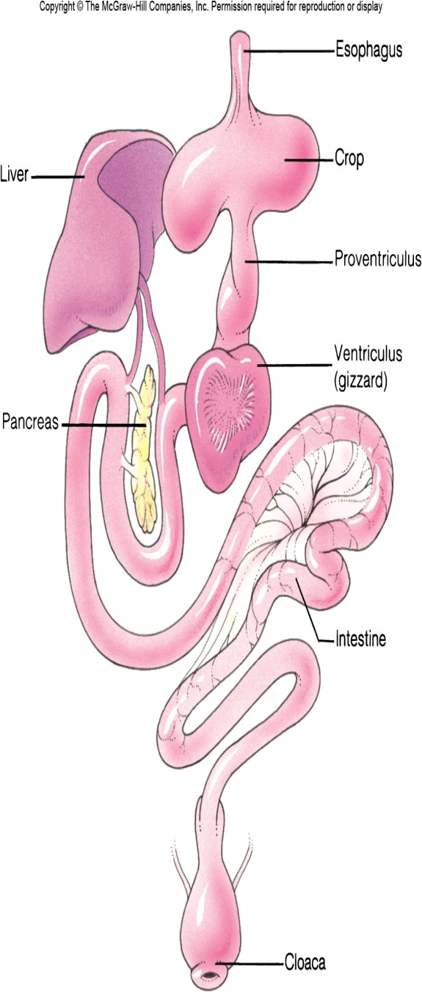 Copyright © The McGraw-Hill Companies, Inc. Permission required for reproduction or display
Esophagus
Crop
Liver
Proventriculus
Ventriculus
(gizzard)
Pancreas
Intestine
Cloaca